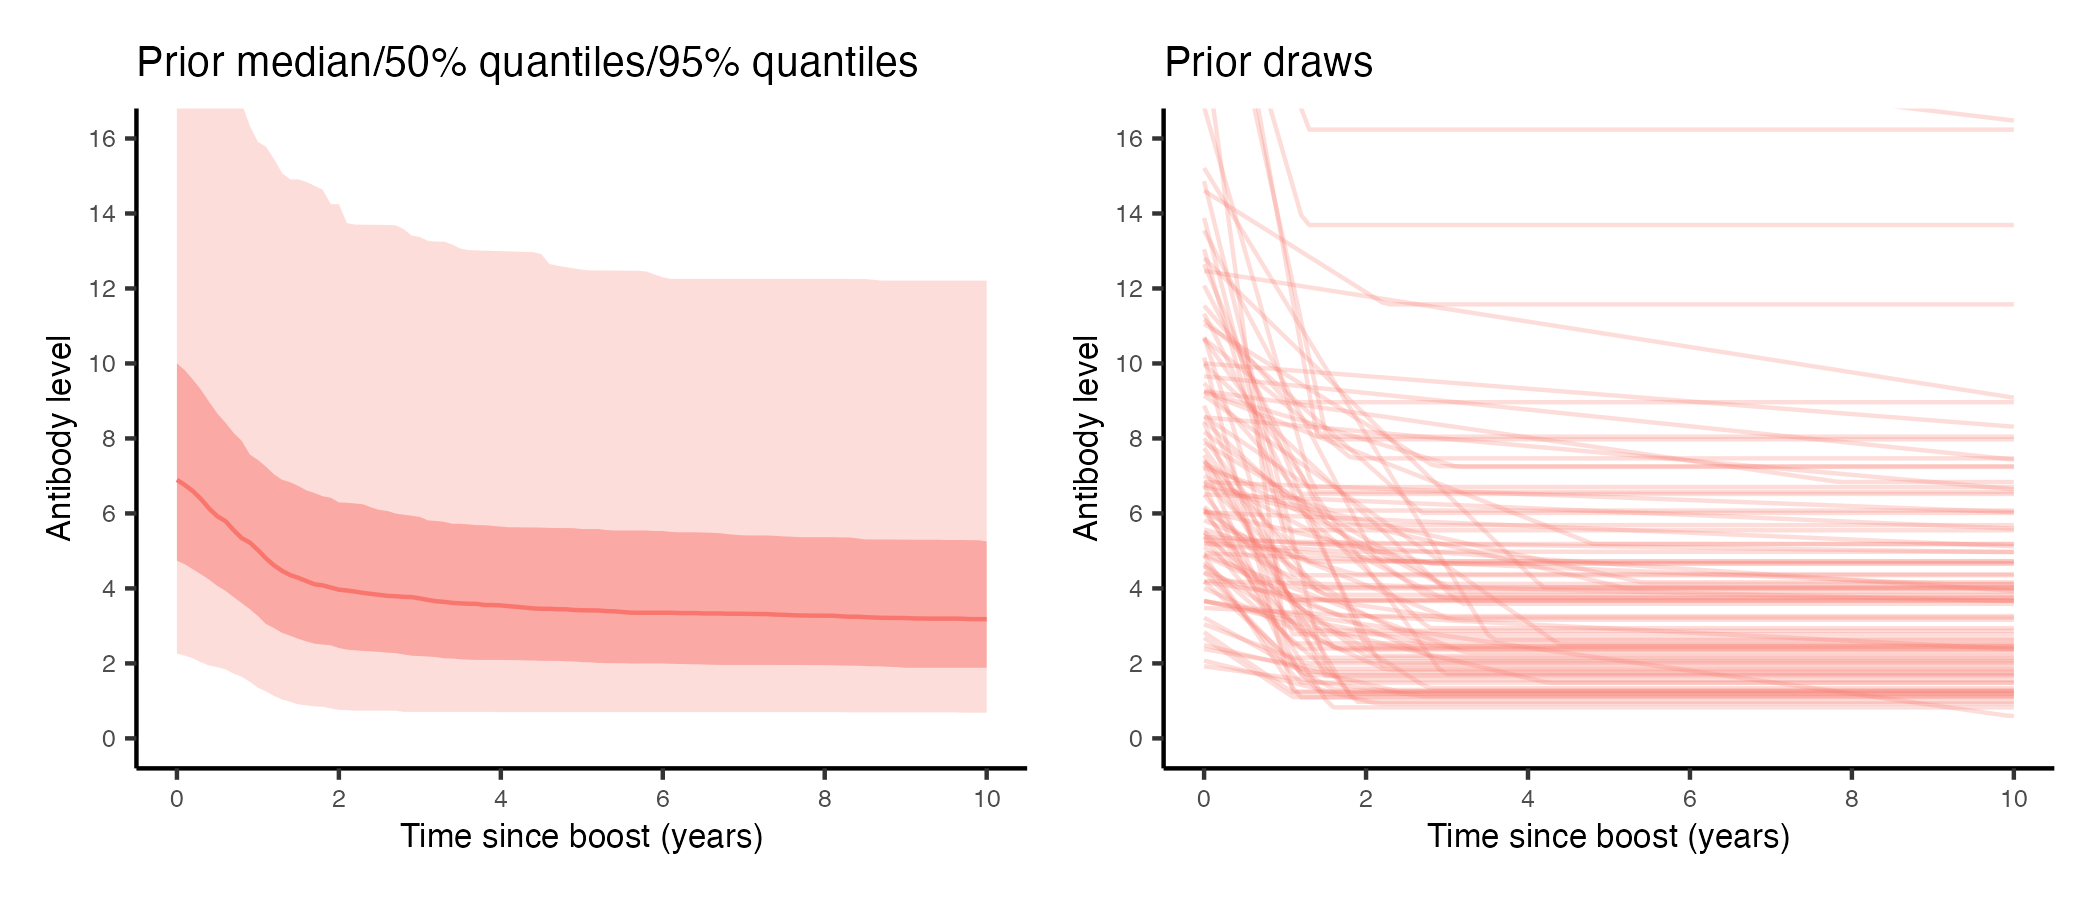 Prior median/50% quantiles/95% quantiles
Antibody level
16
14
12
10
8
6
4
2
0
0 2 4 6 8 10
Time since boost (years)
Prior draws
Antibody level
16
14
12
10
8
6
4
2
0
0 2 4 6 8 10
Time since boost (years)